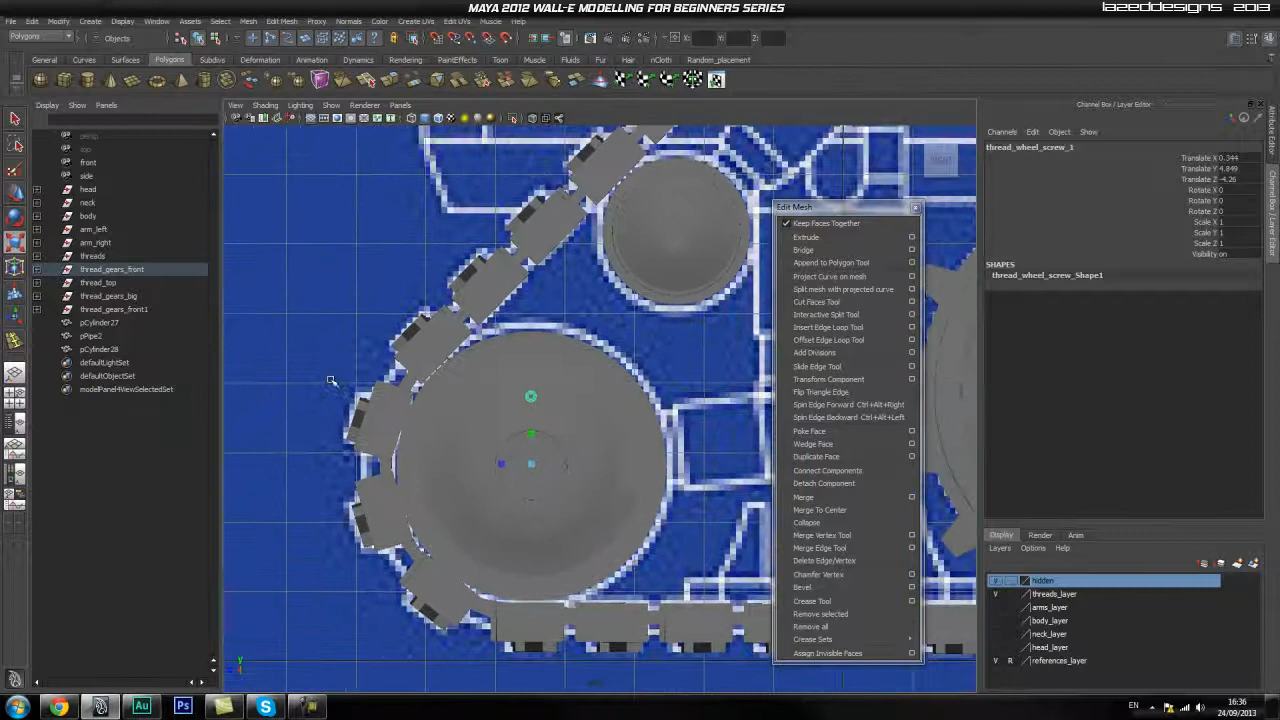 MAYA 2012 WALL-E MODELLING FOR BEGINNERS SERIES
lazeddesigns 2013
File Edit Modify Create Display Window Assets Select Mesh Edit Mesh Proxy Normals Color Create UVs Edit UVs Muscle Help
Polygons Objects X: Y: Z:
General Curves Surfaces Polygons Subdivs Deformation Animation Dynamics Rendering PaintEffects Toon Muscle Fluids Fur Hair nCloth Random_placement
Display Show Panels
View Shading Lighting Show Renderer Panels
Channel Box / Layer Editor
persp
top
front
side
head
neck
body
arm_left
arm_right
threads
thread_gears_front
thread_top
thread_gears_big
thread_gears_front1
pCylinder27
pPipe2
pCylinder28
defaultLightSet
defaultObjectSet
modelPanel4ViewSelectedSet
RIGHT
Edit Mesh
Keep Faces Together
Extrude
Bridge
Append to Polygon Tool
Project Curve on mesh
Split mesh with projected curve
Cut Faces Tool
Interactive Split Tool
Insert Edge Loop Tool
Offset Edge Loop Tool
Add Divisions
Slide Edge Tool
Transform Component
Flip Triangle Edge
Spin Edge Forward Ctrl+Alt+Right
Spin Edge Backward Ctrl+Alt+Left
Poke Face
Wedge Face
Duplicate Face
Connect Components
Detach Component
Merge
Merge To Center
Collapse
Merge Vertex Tool
Merge Edge Tool
Delete Edge/Vertex
Chamfer Vertex
Bevel
Crease Tool
Remove selected
Remove all
Crease Sets
Assign Invisible Faces
Channels Edit Object Show
thread_wheel_screw_1
Translate X 0.344
Translate Y 4.849
Translate Z -4.26
Rotate X 0
Rotate Y 0
Rotate Z 0
Scale X 1
Scale Y 1
Scale Z 1
Visibility on
SHAPES
thread_wheel_screw_Shape1
Channel Box / Layer Editor
Display Render Anim
Layers Options Help
V hidden
V threads_layer
arms_layer
body_layer
neck_layer
head_layer
V R references_layer
y
Au Ps
EN
16:36
24/09/2013